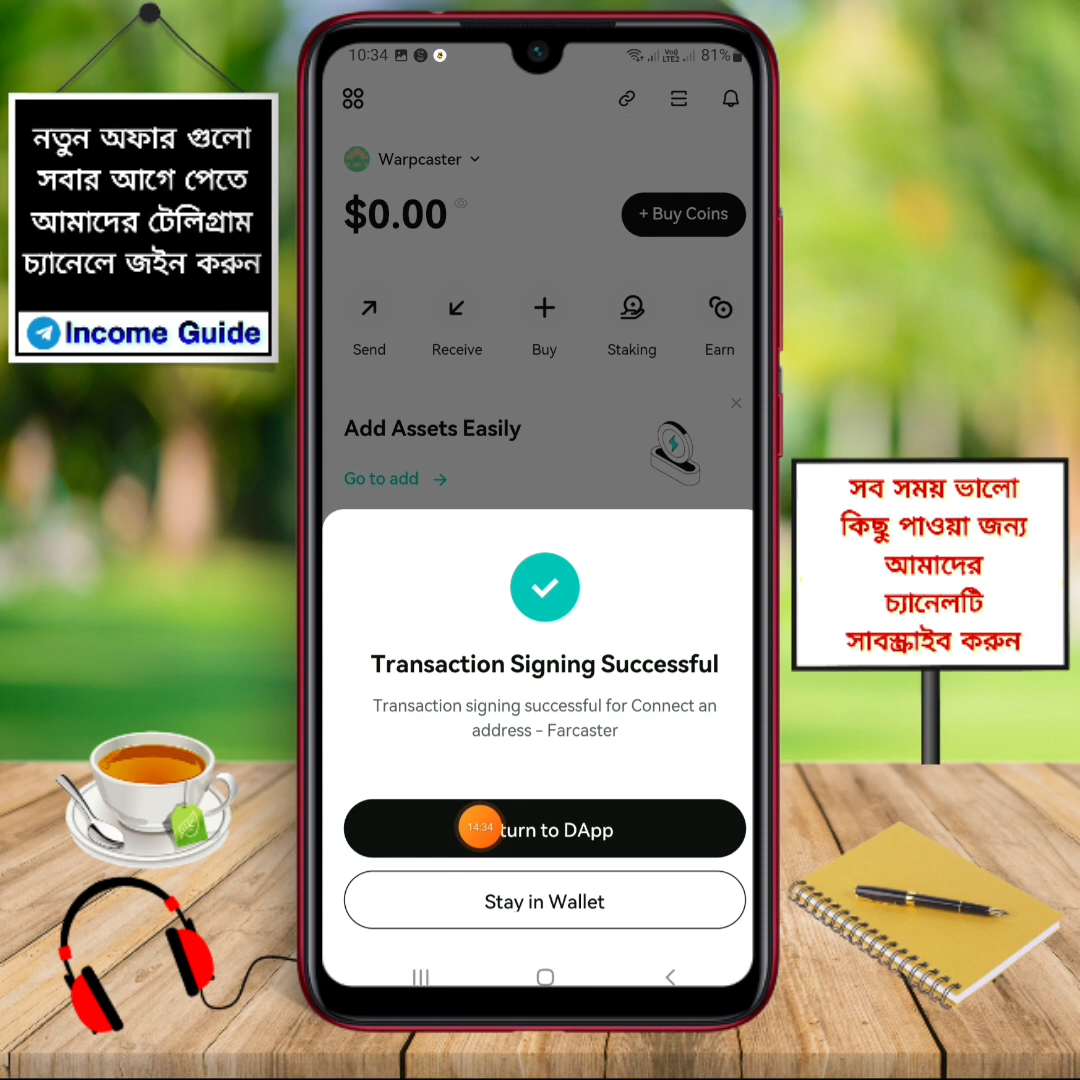 নতুন অফার গুলো
সবার আগে পেতে
আমাদের টেলিগ্রাম
চ্যানেলে জইন করুন
Income Guide
10:34
Vo)) LTE2
81%
Warpcaster
$0.00
+ Buy Coins
Send
Receive
Buy
Staking
Earn
Add Assets Easily
Go to add →
Transaction Signing Successful
Transaction signing successful for Connect an
address - Farcaster
14:34
turn to DApp
Stay in Wallet
সব সময় ভালো
কিছু পাওয়া জন্য
আমাদের
চ্যানেলটি
সাবস্ক্রাইব করুন